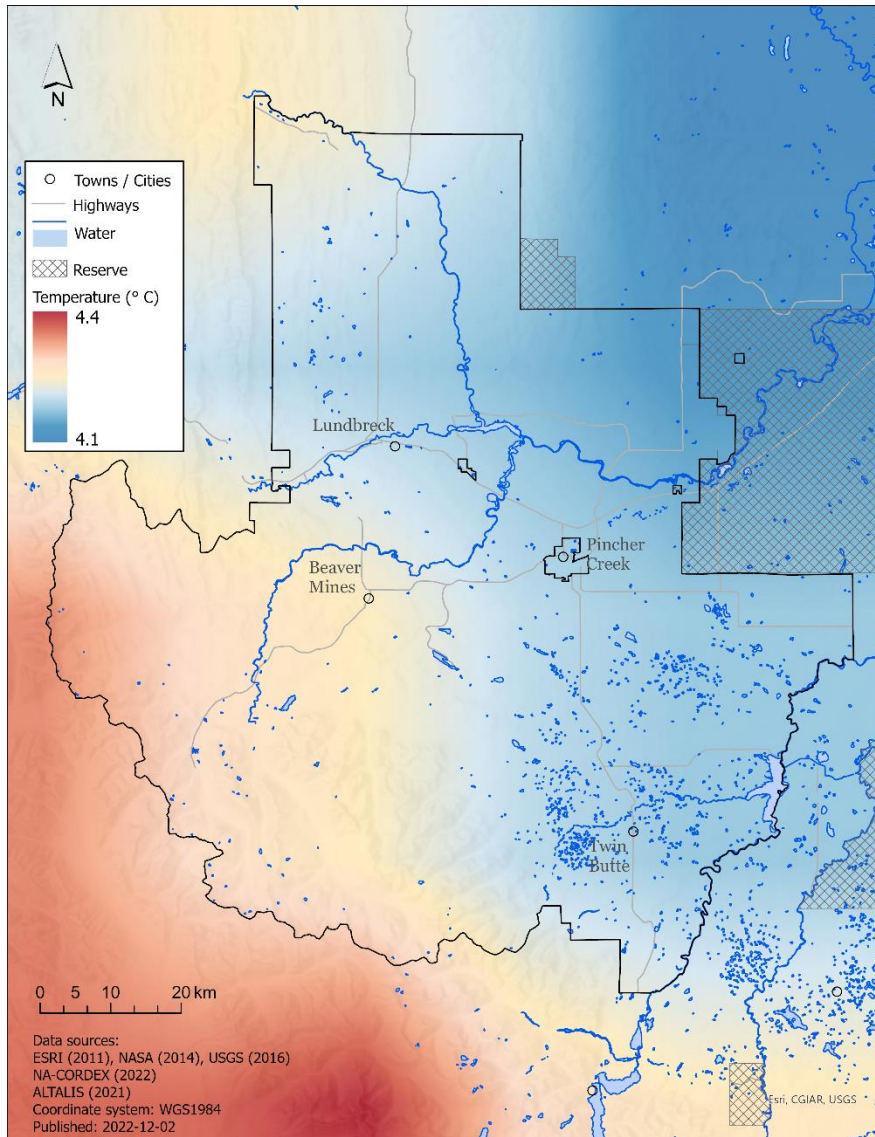 N
Towns / Cities
Highways
Water
Reserve
Temperature (° C)
4.4
4.1
Lundbreck
Pincher
Creek
Beaver
Mines
Twin
Butte
0 5 10 20 km
Data sources:
ESRI (2011), NASA (2014), USGS (2016)
NA-CORDEX (2022)
ALTALIS (2021)
Coordinate system: WGS1984
Published: 2022-12-02
Esri, CGIAR, USGS